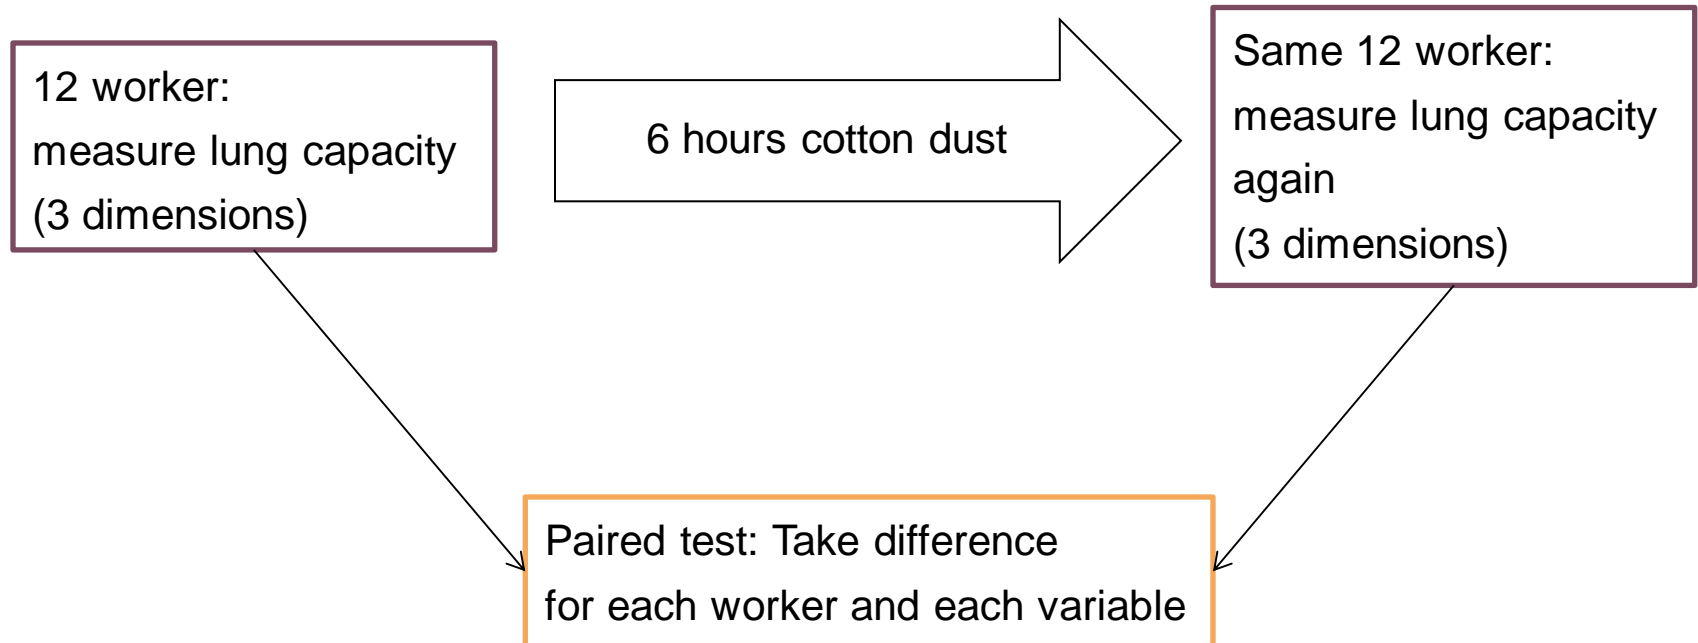 12 worker:
measure lung capacity
(3 dimensions)
6 hours cotton dust
Same 12 worker:
measure lung capacity
again
(3 dimensions)
Paired test: Take difference
for each worker and each variable